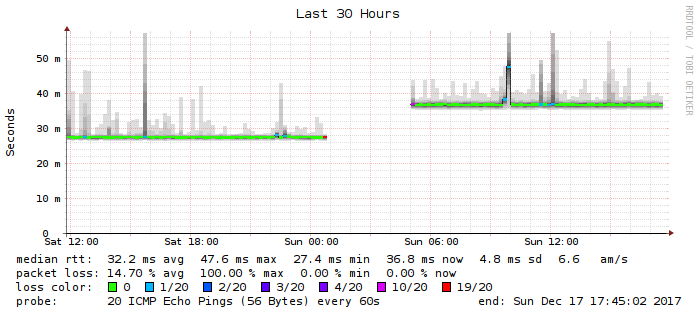 Last 30 Hours
RRDTOOL / TOBI OETIKER
Seconds
50 m
40 m
30 m
20 m
10 m
0
Sat 12:00 Sat 18:00 Sun 00:00 Sun 06:00 Sun 12:00
median rtt: 32.2 ms avg 47.6 ms max 27.4 ms min 36.8 ms now 4.8 ms sd 6.6 am/s
packet loss: 14.70 % avg 100.00 % max 0.00 % min 0.00 % now
loss color: 0 1/20 2/20 3/20 4/20 10/20 19/20
probe: 20 ICMP Echo Pings (56 Bytes) every 60s end: Sun Dec 17 17:45:02 2017